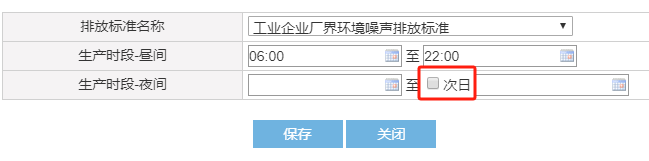 排放标准名称 工业企业厂界环境噪声排放标准
生产时段-昼间 06:00 至 22:00
生产时段-夜间 至 次日
保存 关闭